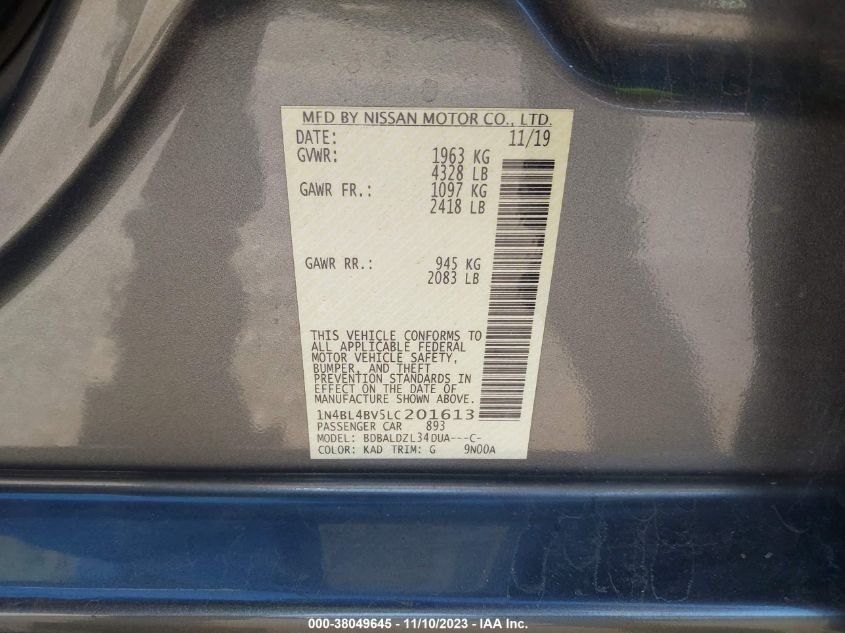 MFD BY NISSAN MOTOR CO., LTD.
DATE: 11/19
GVWR: 1963 KG
4328 LB
GAWR FR.: 1097 KG
2418 LB
GAWR RR.: 945 KG
2083 LB
THIS VEHICLE CONFORMS TO
ALL APPLICABLE FEDERAL
MOTOR VEHICLE SAFETY,
BUMPER, AND THEFT
PREVENTION STANDARDS IN
EFFECT ON THE DATE OF
MANUFACTURE SHOWN ABOVE.
1N4BL4BV5LC201613
PASSENGER CAR 893
MODEL: BDBALDZL34DUA---C-
COLOR: KAD TRIM: G 9N00A
000-38049645 - 11/10/2023 - IAA Inc.